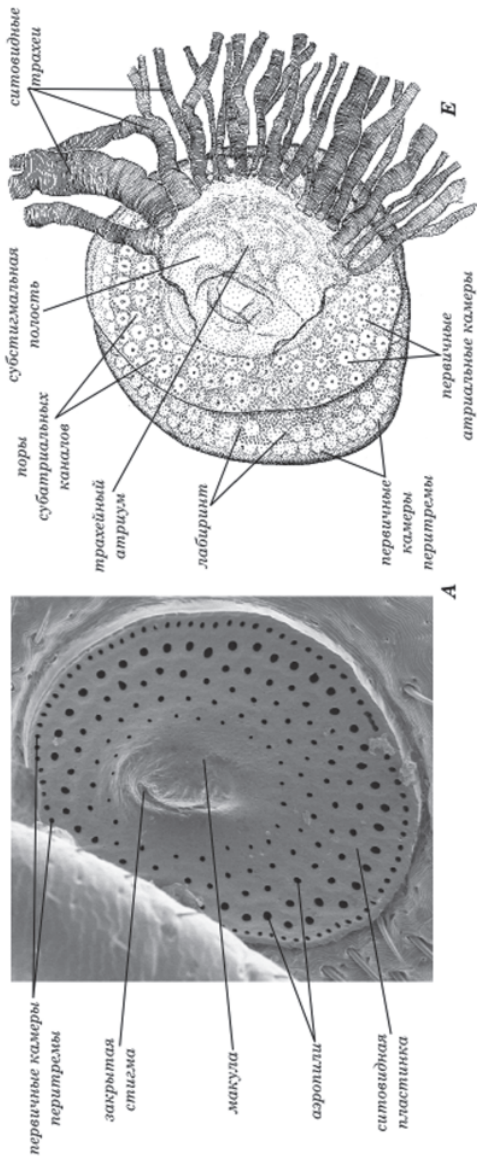 первичные камеры
перитремы
закрытая
стигма
макула
аэропили
ситовидная
пластинка
А
поры
субатриальных
каналов
субстигмальная
полость
ситовидные
трахеи
трахейный
атриум
лабиринт
первичные
камеры
перитремы
первичные
атриальные камеры
Е